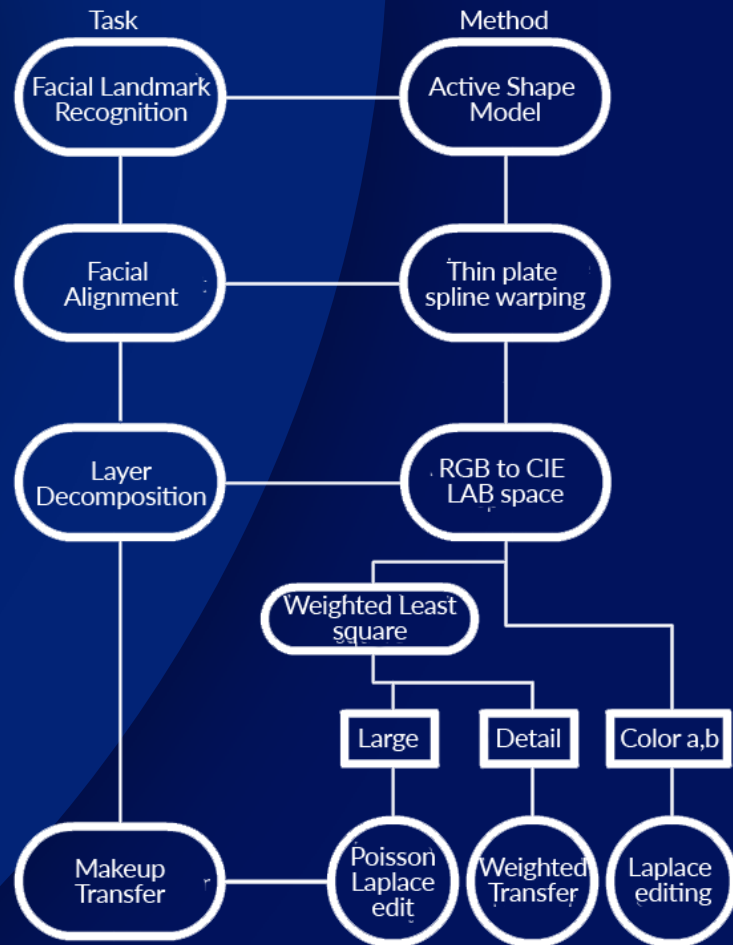 Task
Method
Facial Landmark
Recognition
Active Shape
Model
Facial
Alignment
Thin plate
spline warping
Layer
Decomposition
RGB to CIE
LAB space
Weighted Least
square
Large
Detail
Color a,b
Makeup
Transfer
Poisson
Laplace
edit
Weighted
Transfer
Laplace
editing